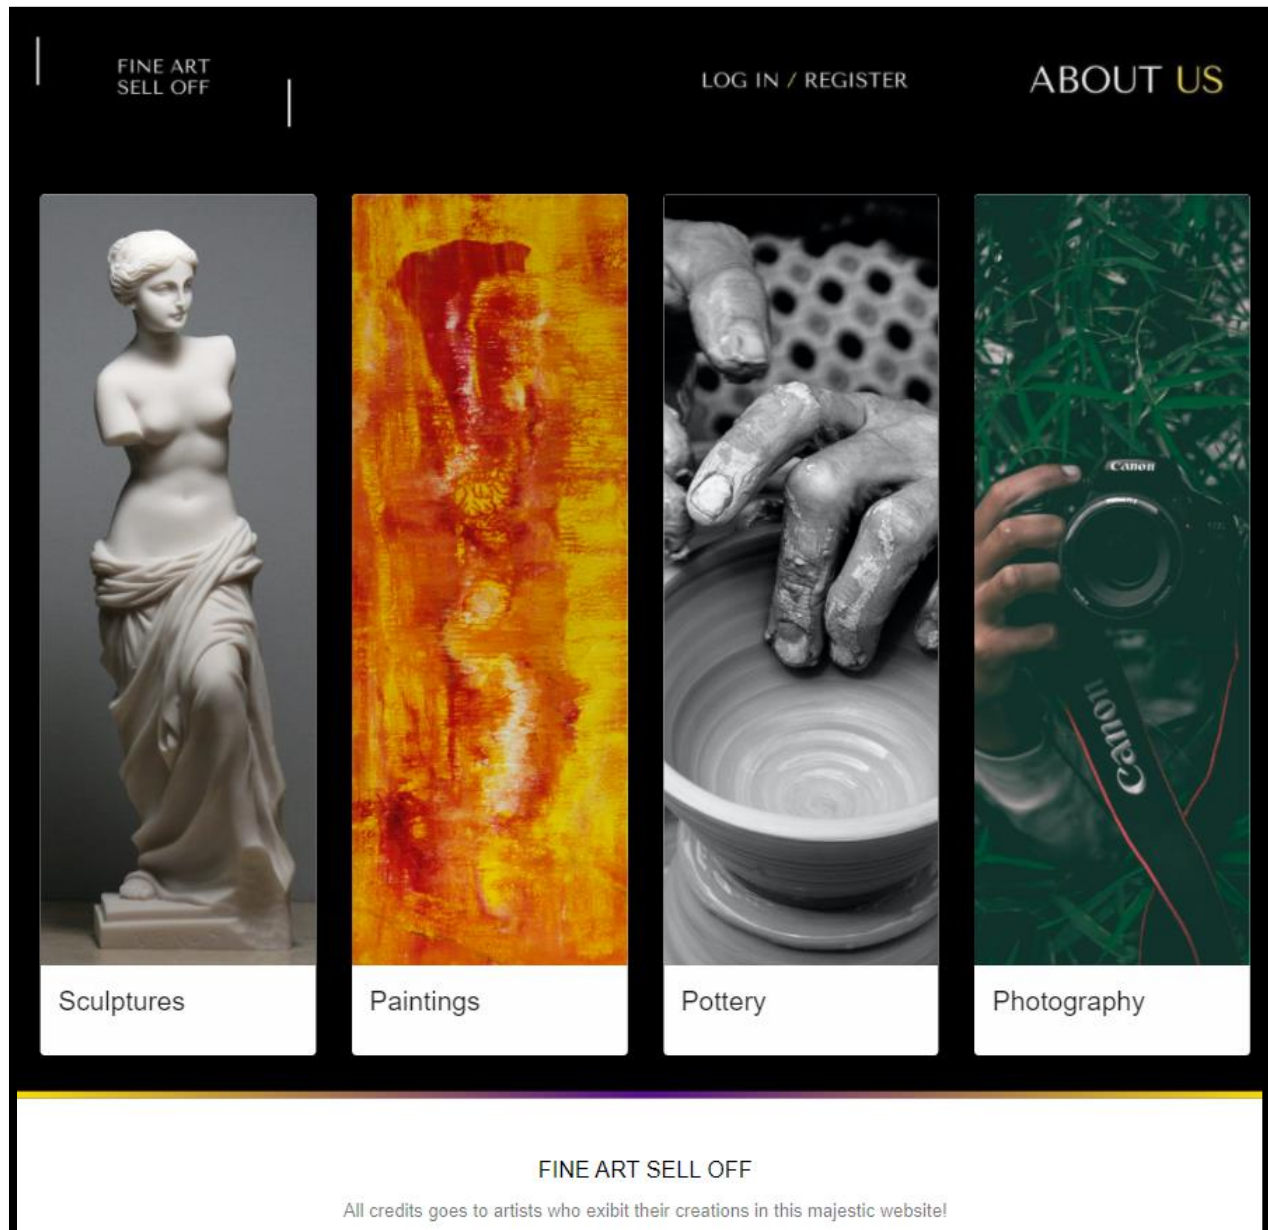 FINE ART
SELL OFF
LOG IN / REGISTER
ABOUT US
Canon
Canon
Sculptures
Paintings
Pottery
Photography
FINE ART SELL OFF
All credits goes to artists who exibit their creations in this majestic website!